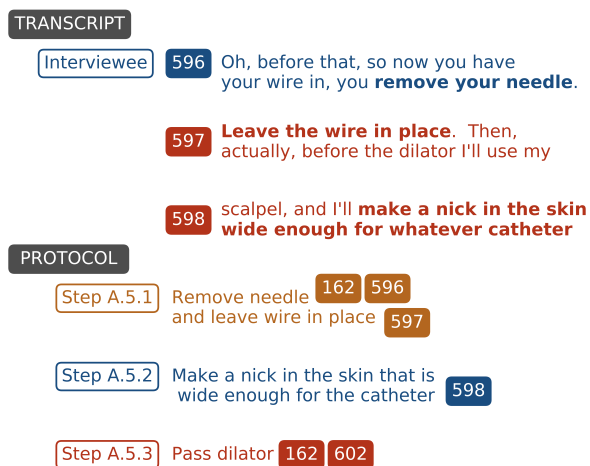 TRANSCRIPT
Interviewee 596 Oh, before that, so now you have
your wire in, you remove your needle.
597 Leave the wire in place. Then,
actually, before the dilator I'll use my
598 scalpel, and I'll make a nick in the skin
wide enough for whatever catheter
PROTOCOL
Step A.5.1 Remove needle 162 596
and leave wire in place 597
Step A.5.2 Make a nick in the skin that is
wide enough for the catheter 598
Step A.5.3 Pass dilator 162 602